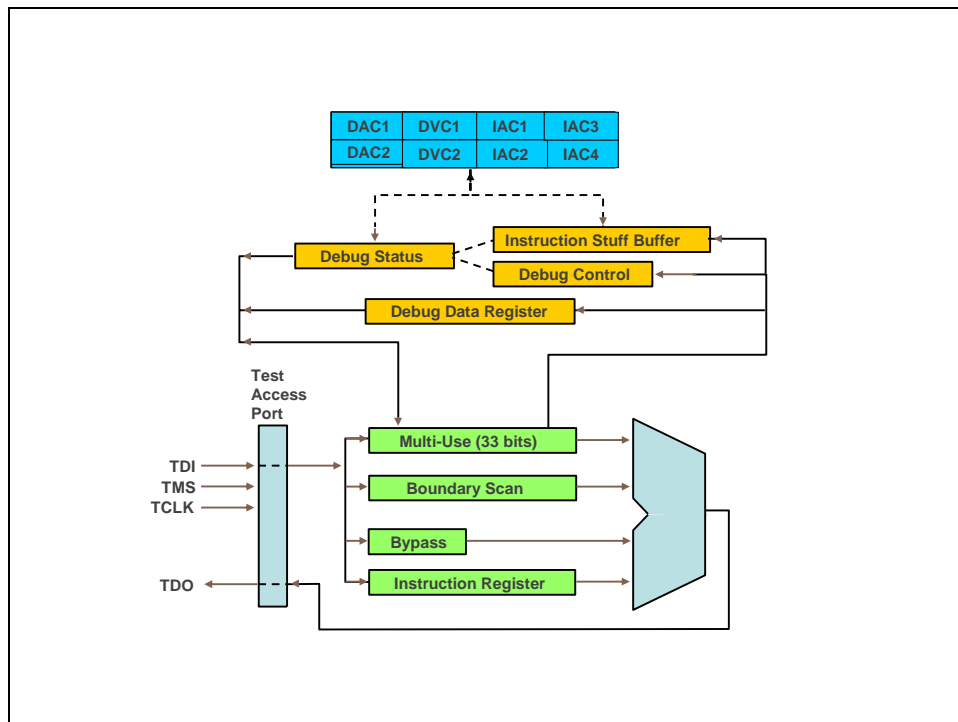 DAC1 DVC1 IAC1 IAC3
DAC2 DVC2 IAC2 IAC4
Instruction Stuff Buffer
Debug Status
Debug Control
Debug Data Register
Test
Access
Port
Multi-Use (33 bits)
TDI
TMS
Boundary Scan
TCLK
Bypass
Instruction Register
TDO